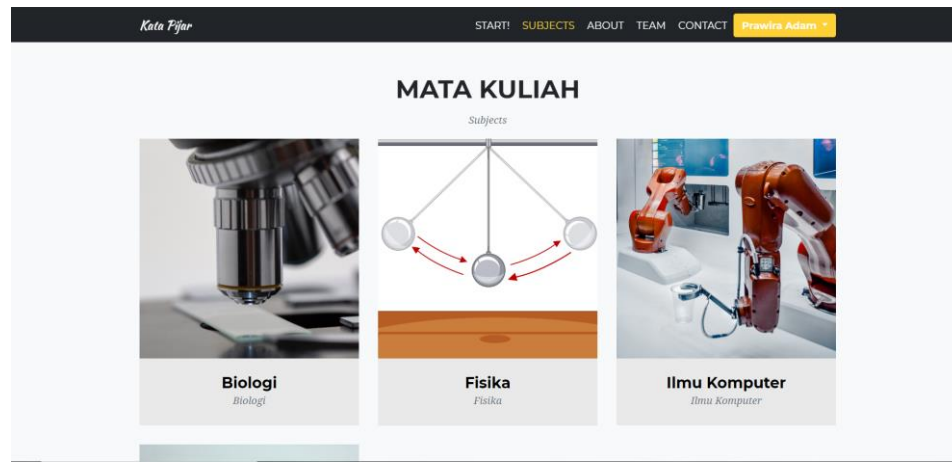 Kata Pijar START! SUBJECTS ABOUT TEAM CONTACT Prawira Adam
MATA KULIAH
Subjects
Biologi
Biologi
Fisika
Fisika
Ilmu Komputer
Ilmu Komputer